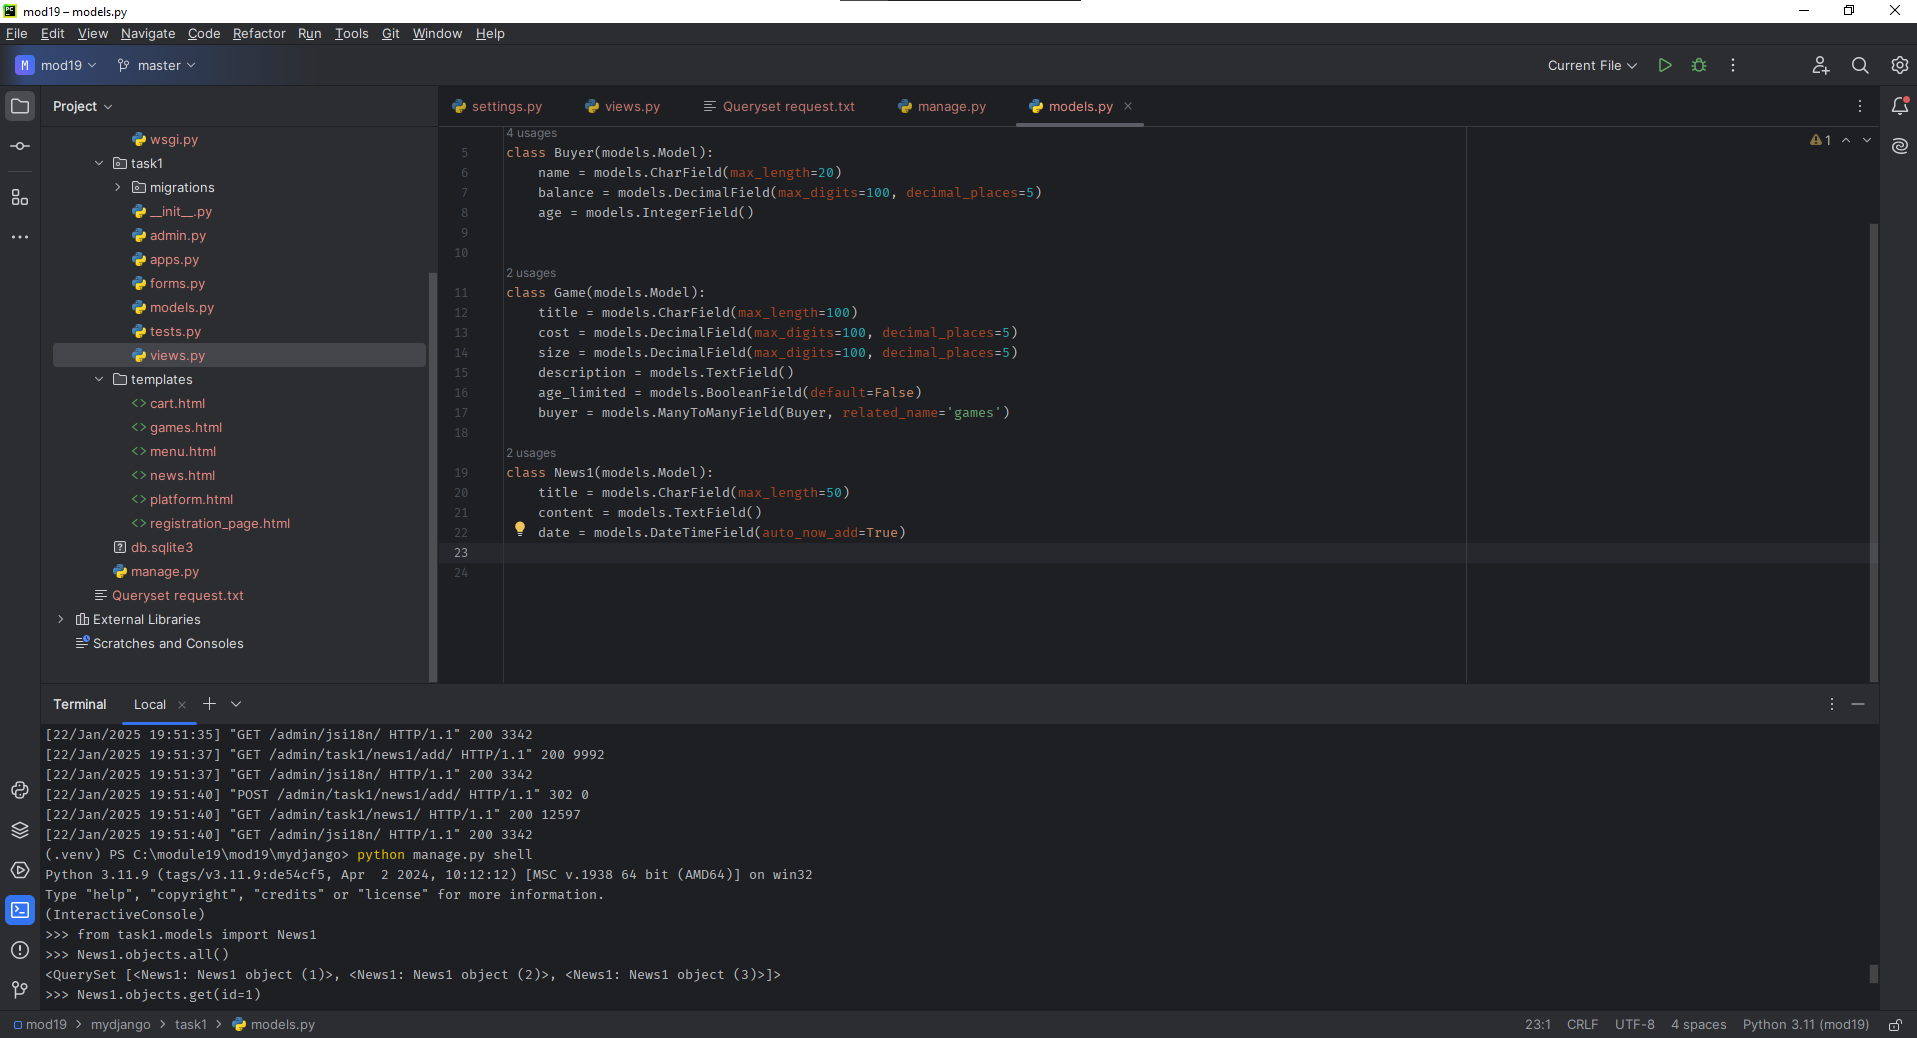 mod19 – models.py
File Edit View Navigate Code Refactor Run Tools Git Window Help
M mod19 master Current File
Project
settings.py views.py Queryset request.txt manage.py models.py
wsgi.py
task1
migrations
__init__.py
admin.py
apps.py
forms.py
models.py
tests.py
views.py
templates
cart.html
games.html
menu.html
news.html
platform.html
registration_page.html
db.sqlite3
manage.py
Queryset request.txt
External Libraries
Scratches and Consoles
1
4 usages
5 class Buyer(models.Model):
6 name = models.CharField(max_length=20)
7 balance = models.DecimalField(max_digits=100, decimal_places=5)
8 age = models.IntegerField()
9
10
2 usages
11 class Game(models.Model):
12 title = models.CharField(max_length=100)
13 cost = models.DecimalField(max_digits=100, decimal_places=5)
14 size = models.DecimalField(max_digits=100, decimal_places=5)
15 description = models.TextField()
16 age_limited = models.BooleanField(default=False)
17 buyer = models.ManyToManyField(Buyer, related_name='games')
18
2 usages
19 class News1(models.Model):
20 title = models.CharField(max_length=50)
21 content = models.TextField()
22 date = models.DateTimeField(auto_now_add=True)
23
24
Terminal Local
[22/Jan/2025 19:51:35] "GET /admin/jsi18n/ HTTP/1.1" 200 3342
[22/Jan/2025 19:51:37] "GET /admin/task1/news1/add/ HTTP/1.1" 200 9992
[22/Jan/2025 19:51:37] "GET /admin/jsi18n/ HTTP/1.1" 200 3342
[22/Jan/2025 19:51:40] "POST /admin/task1/news1/add/ HTTP/1.1" 302 0
[22/Jan/2025 19:51:40] "GET /admin/task1/news1/ HTTP/1.1" 200 12597
[22/Jan/2025 19:51:40] "GET /admin/jsi18n/ HTTP/1.1" 200 3342
(.venv) PS C:\module19\mod19\mydjango> python manage.py shell
Python 3.11.9 (tags/v3.11.9:de54cf5, Apr  2 2024, 10:12:12) [MSC v.1938 64 bit (AMD64)] on win32
Type "help", "copyright", "credits" or "license" for more information.
(InteractiveConsole)
>>> from task1.models import News1
>>> News1.objects.all()
<QuerySet [<News1: News1 object (1)>, <News1: News1 object (2)>, <News1: News1 object (3)>]>
>>> News1.objects.get(id=1)
mod19 > mydjango > task1 > models.py 23:1 CRLF UTF-8 4 spaces Python 3.11 (mod19)